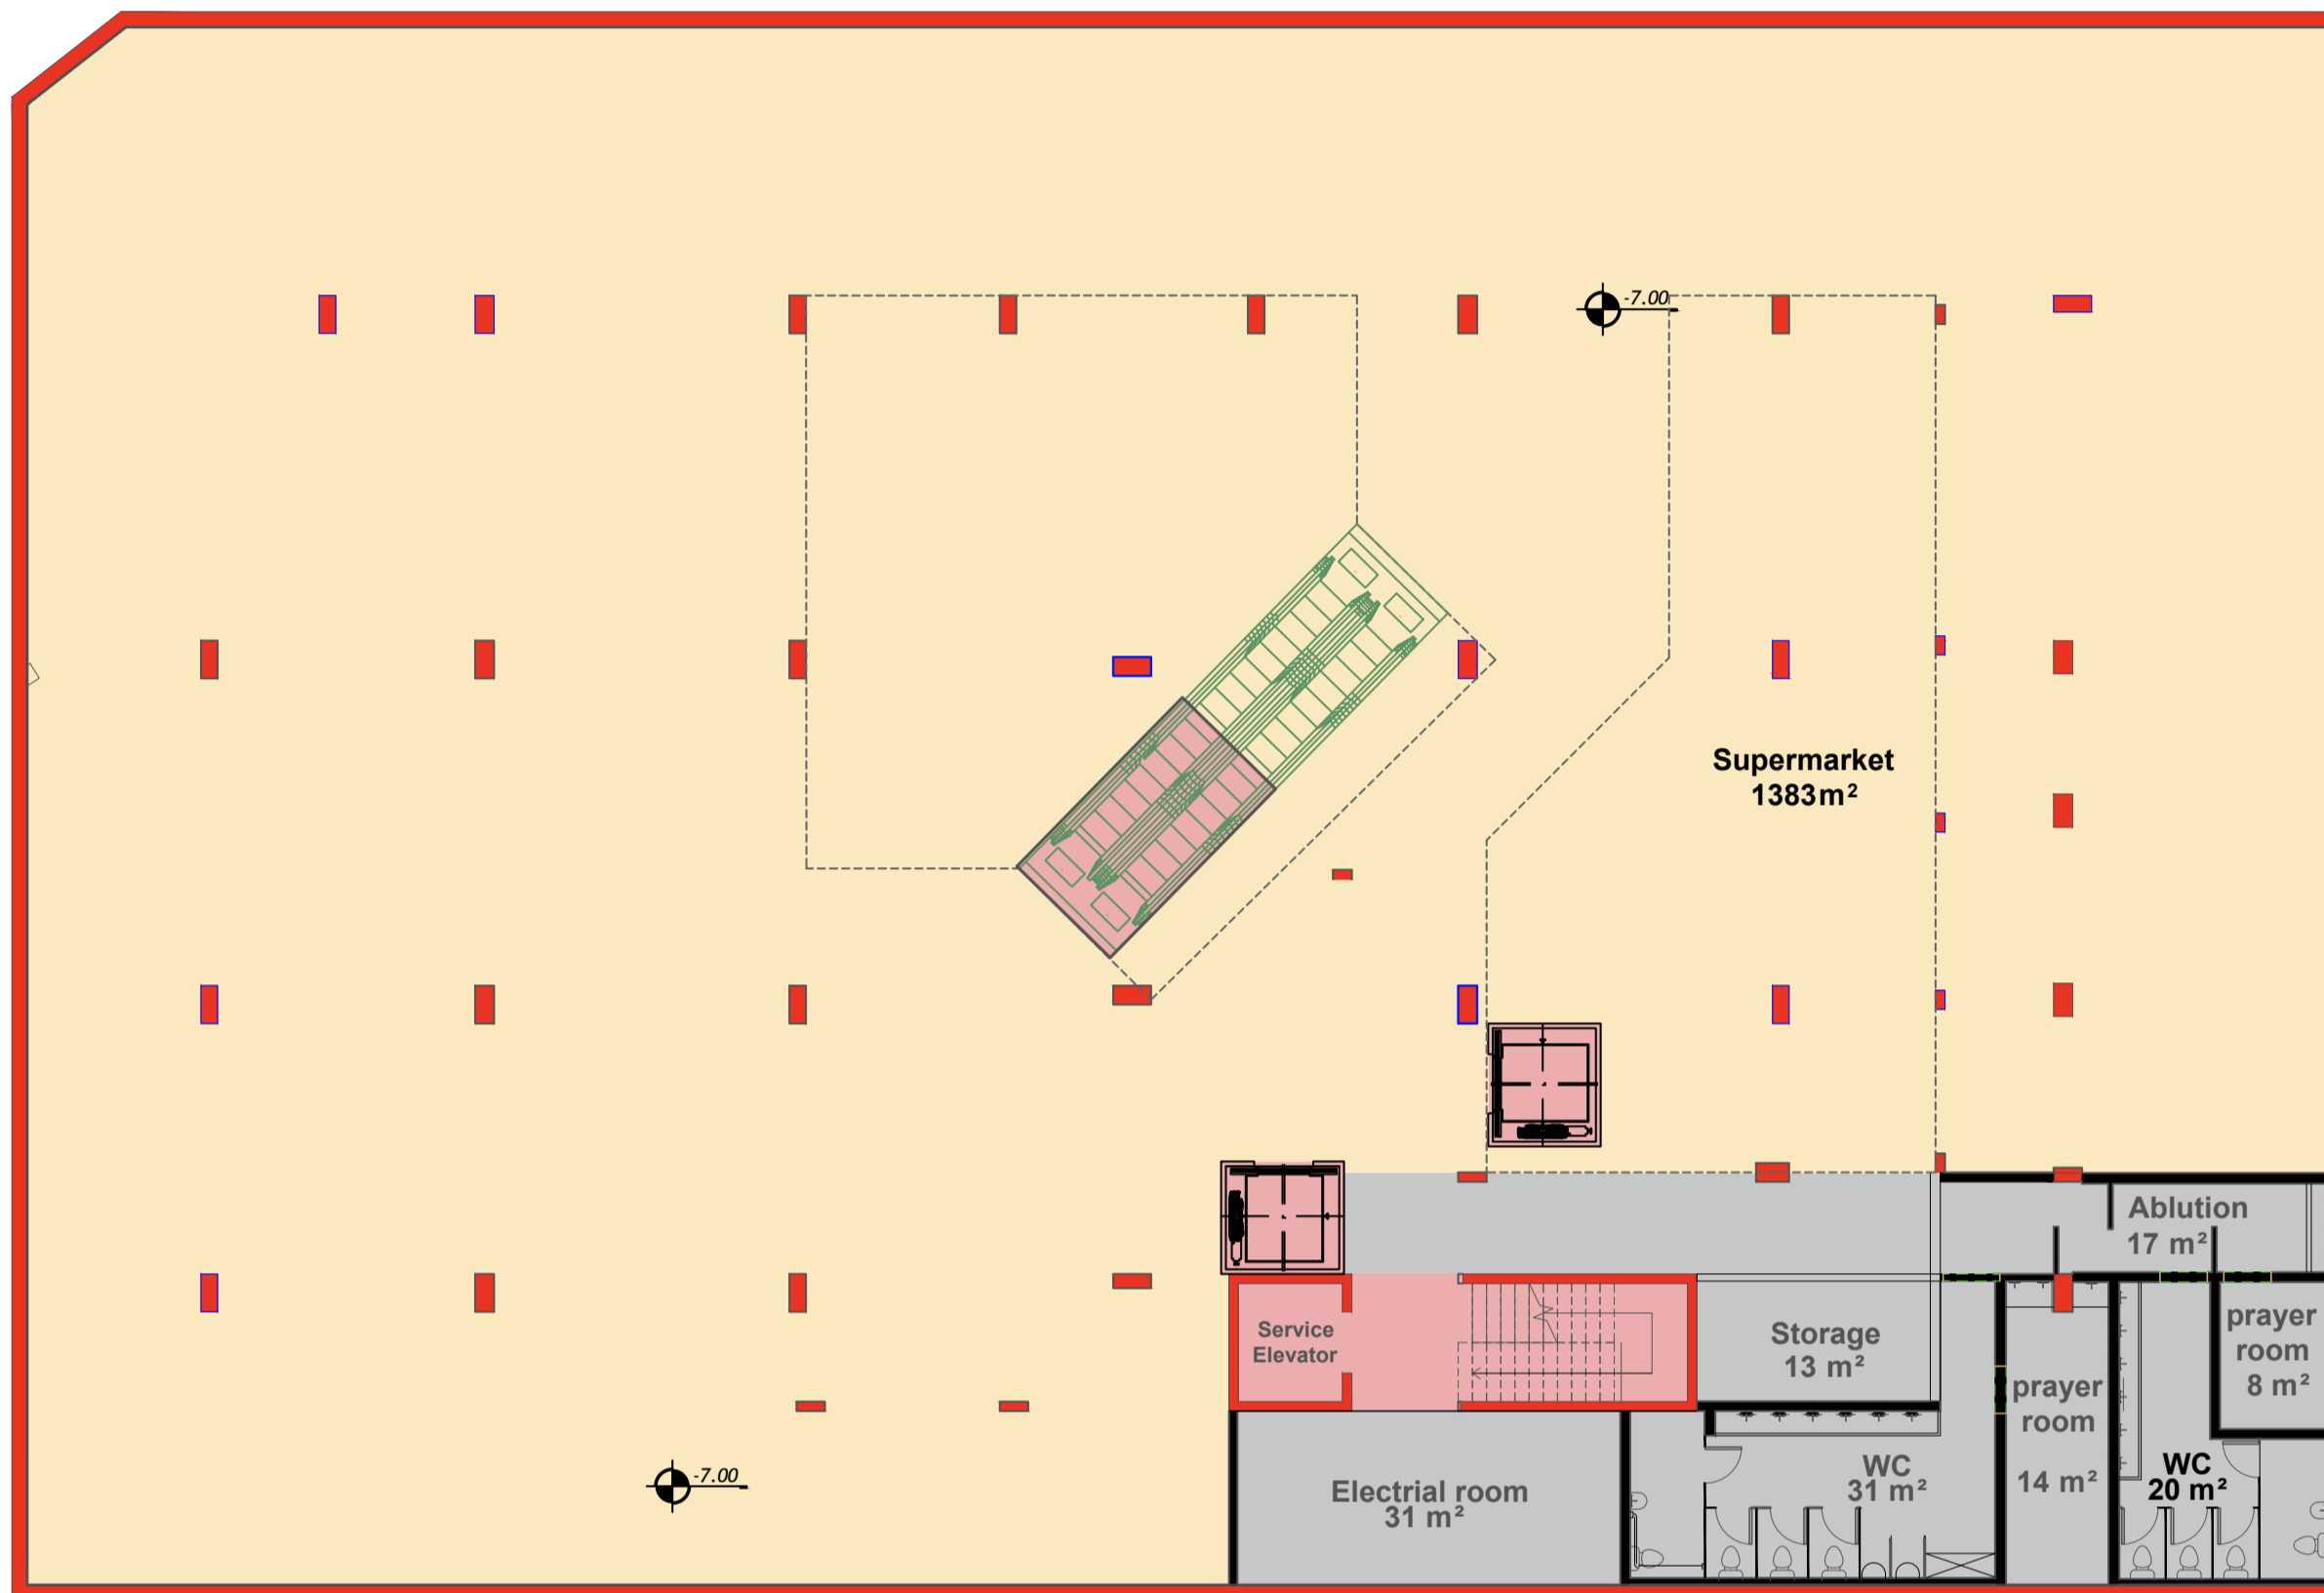 -7.00
Supermarket
1383m²
Ablution
17 m²
Service
Elevator
Storage
13 m²
prayer
room
8 m²
prayer
room
14 m²
-7.00
Electrial room
31 m²
WC
31 m²
WC
20 m²